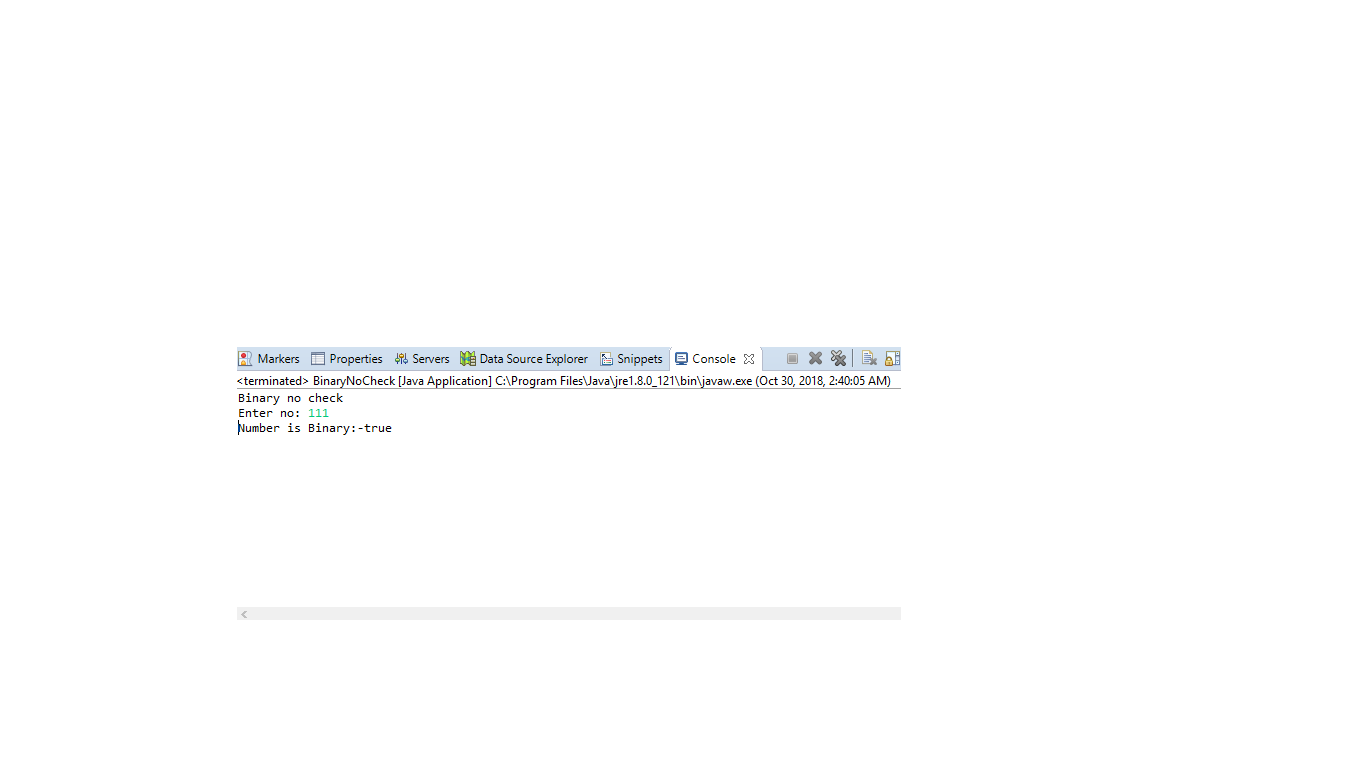 Markers Properties Servers Data Source Explorer Snippets Console
<terminated> BinaryNoCheck [Java Application] C:\Program Files\Java\jre1.8.0_121\bin\javaw.exe (Oct 30, 2018, 2:40:05 AM)
Binary no check
Enter no: 111
Number is Binary:-true